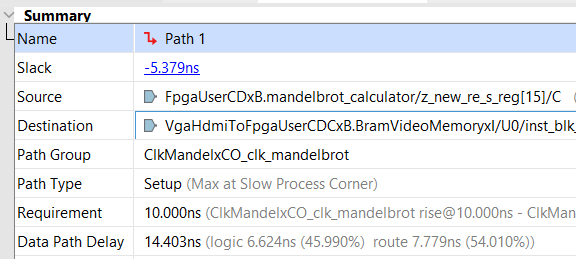 Summary
Name Path 1
Slack -5.379ns
Source FpgaUserCDxB.mandelbrot_calculator/z_new_re_s_reg[15]/C (
Destination VgaHdmiToFpgaUserCDCxB.BramVideoMemoryxI/U0/inst_blk_
Path Group ClkMandelxCO_clk_mandelbrot
Path Type Setup (Max at Slow Process Corner)
Requirement 10.000ns (ClkMandelxCO_clk_mandelbrot rise@10.000ns - ClkMan
Data Path Delay 14.403ns (logic 6.624ns (45.990%) route 7.779ns (54.010%))